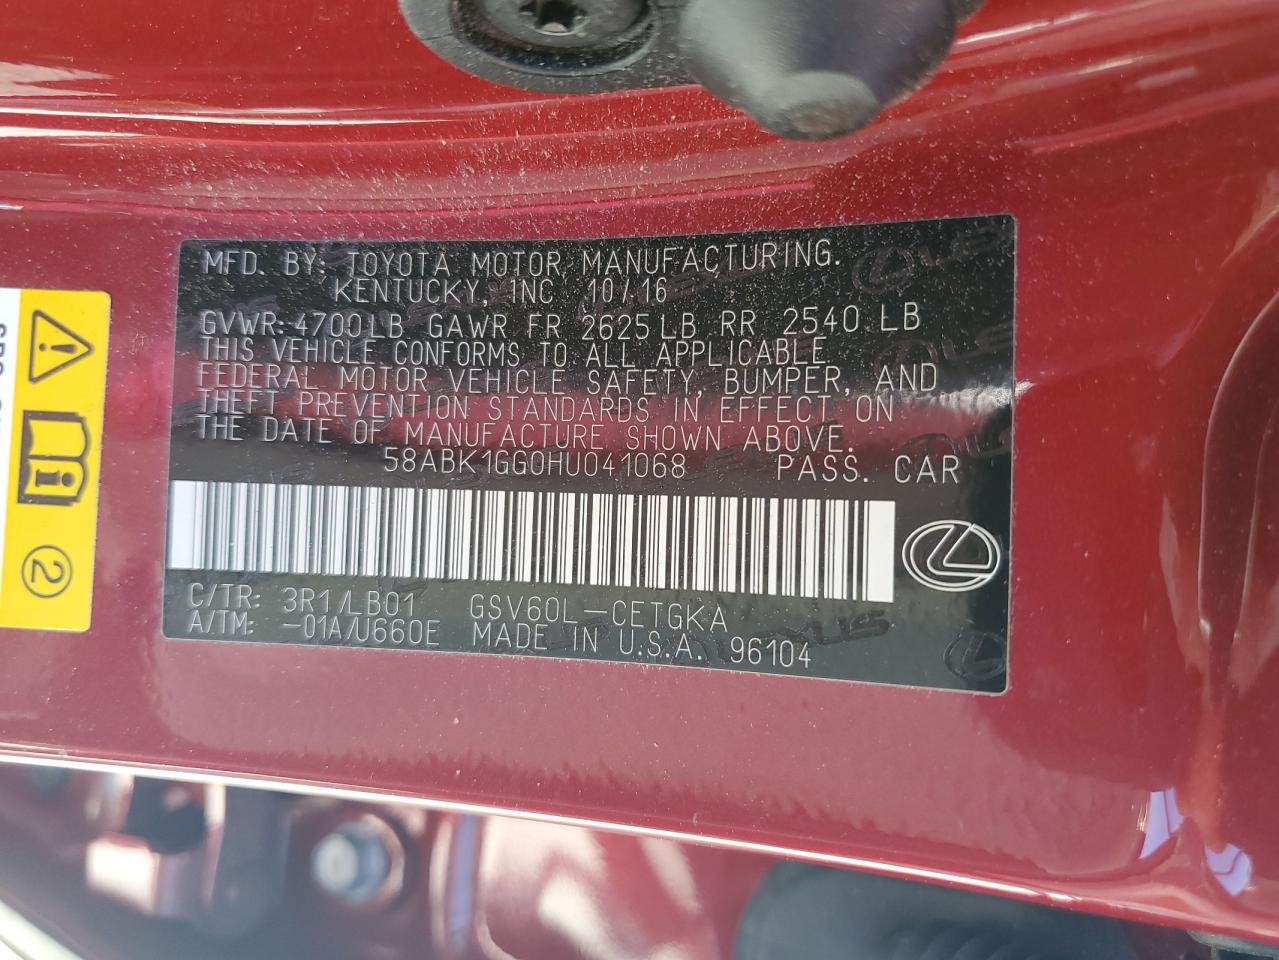 MFD. BY: TOYOTA MOTOR MANUFACTURING.
KENTUCKY, INC 10/16
GVWR: 4700LB GAWR FR 2625LB RR 2540 LB
THIS VEHICLE CONFORMS TO ALL APPLICABLE
FEDERAL MOTOR VEHICLE SAFETY, BUMPER, AND
THEFT PREVENTION STANDARDS IN EFFECT ON
THE DATE OF MANUFACTURE SHOWN ABOVE.
58ABK1GG0HU041068 PASS. CAR
C/TR: 3R1/LB01 GSV60L-CETGKA
A/TM: -01A/U660E MADE IN U.S.A. 96104
2